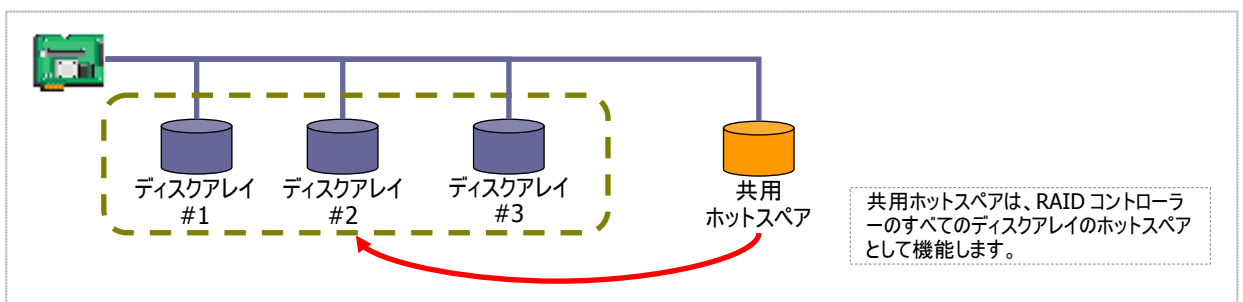 ディスクアレイ
#1
ディスクアレイ
#2
ディスクアレイ
#3
共用
ホットスペア
共用ホットスペアは、RAID コントローラ
ーのすべてのディスクアレイのホットスペア
として機能します。